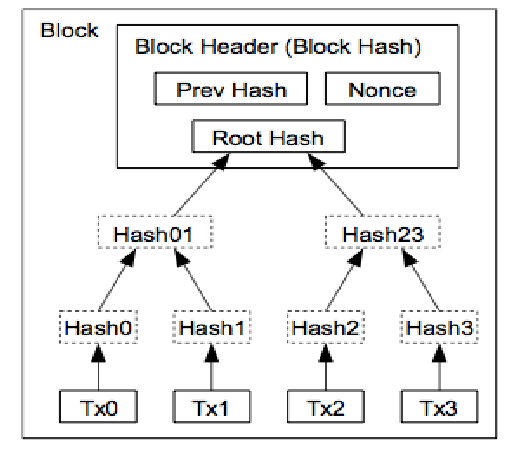 Block
Block Header (Block Hash)
Prev Hash Nonce
Root Hash
Hash01 Hash23
Hash0 Hash1 Hash2 Hash3
Tx0 Tx1 Tx2 Tx3